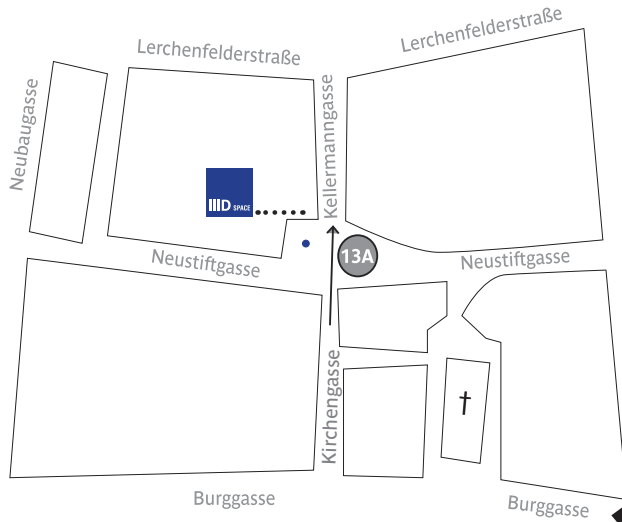 Lerchenfelderstraße
Lerchenfelderstraße
Neubaugasse
Kellermanngasse
IIID SPACE
13A
Neustiftgasse
Neustiftgasse
Kirchengasse
Burggasse
Burggasse